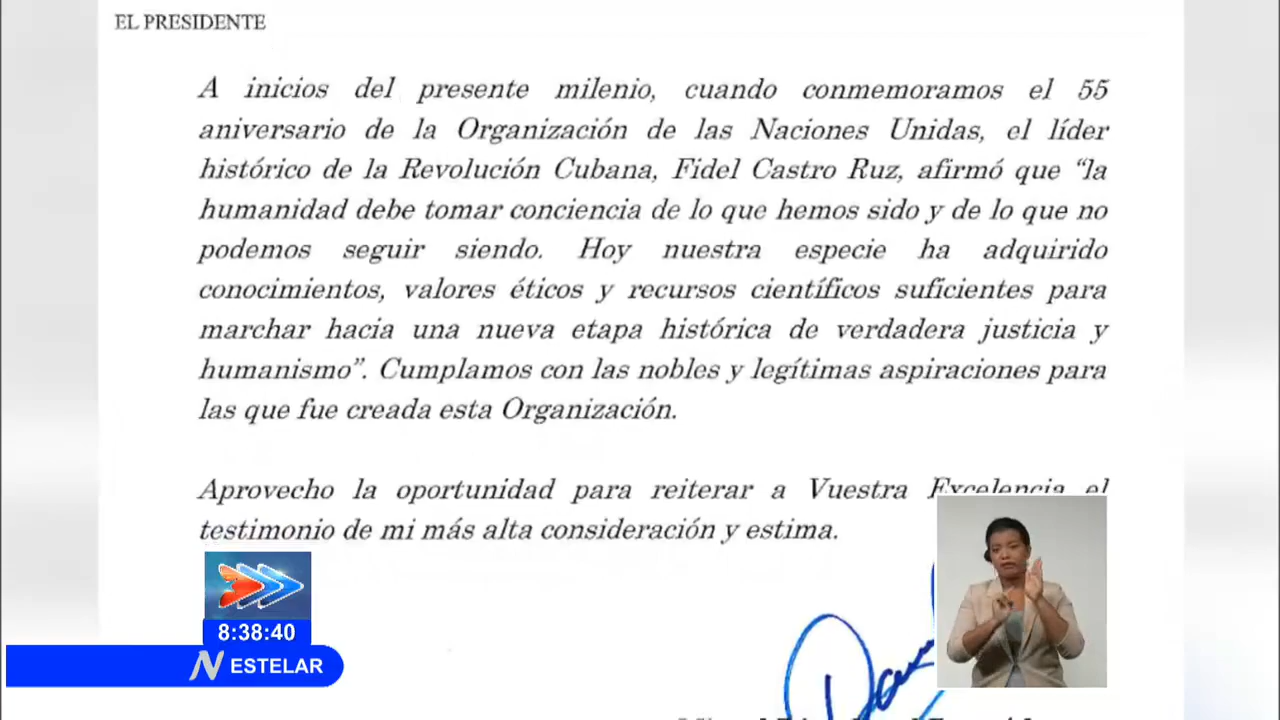 EL PRESIDENTE
A inicios del presente milenio, cuando conmemoramos el 55
aniversario de la Organización de las Naciones Unidas, el líder
histórico de la Revolución Cubana, Fidel Castro Ruz, afirmó que “la
humanidad debe tomar conciencia de lo que hemos sido y de lo que no
podemos seguir siendo. Hoy nuestra especie ha adquirido
conocimientos, valores éticos y recursos científicos suficientes para
marchar hacia una nueva etapa histórica de verdadera justicia y
humanismo”. Cumplamos con las nobles y legítimas aspiraciones para
las que fue creada esta Organización.
Aprovecho la oportunidad para reiterar a Vuestra Excelencia el
testimonio de mi más alta consideración y estima.
8:38:40
N ESTELAR